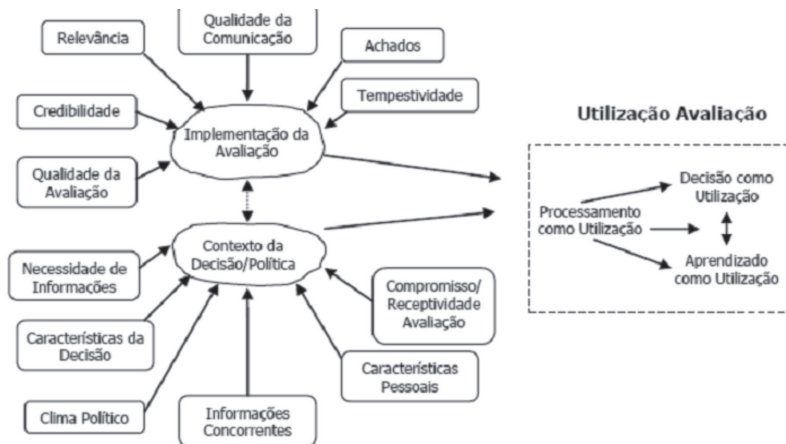 Qualidade da
Comunicação
Relevância
Achados
Credibilidade
Tempestividade
Implementação da
Avaliação
Qualidade da
Avaliação
Utilização Avaliação
Decisão como
Utilização
Processamento
como Utilização
Aprendizado
como Utilização
Contexto da
Decisão/Política
Necessidade de
Informações
Compromisso/
Receptividade
Avaliação
Características da
Decisão
Características
Pessoais
Clima Político
Informações
Concorrentes